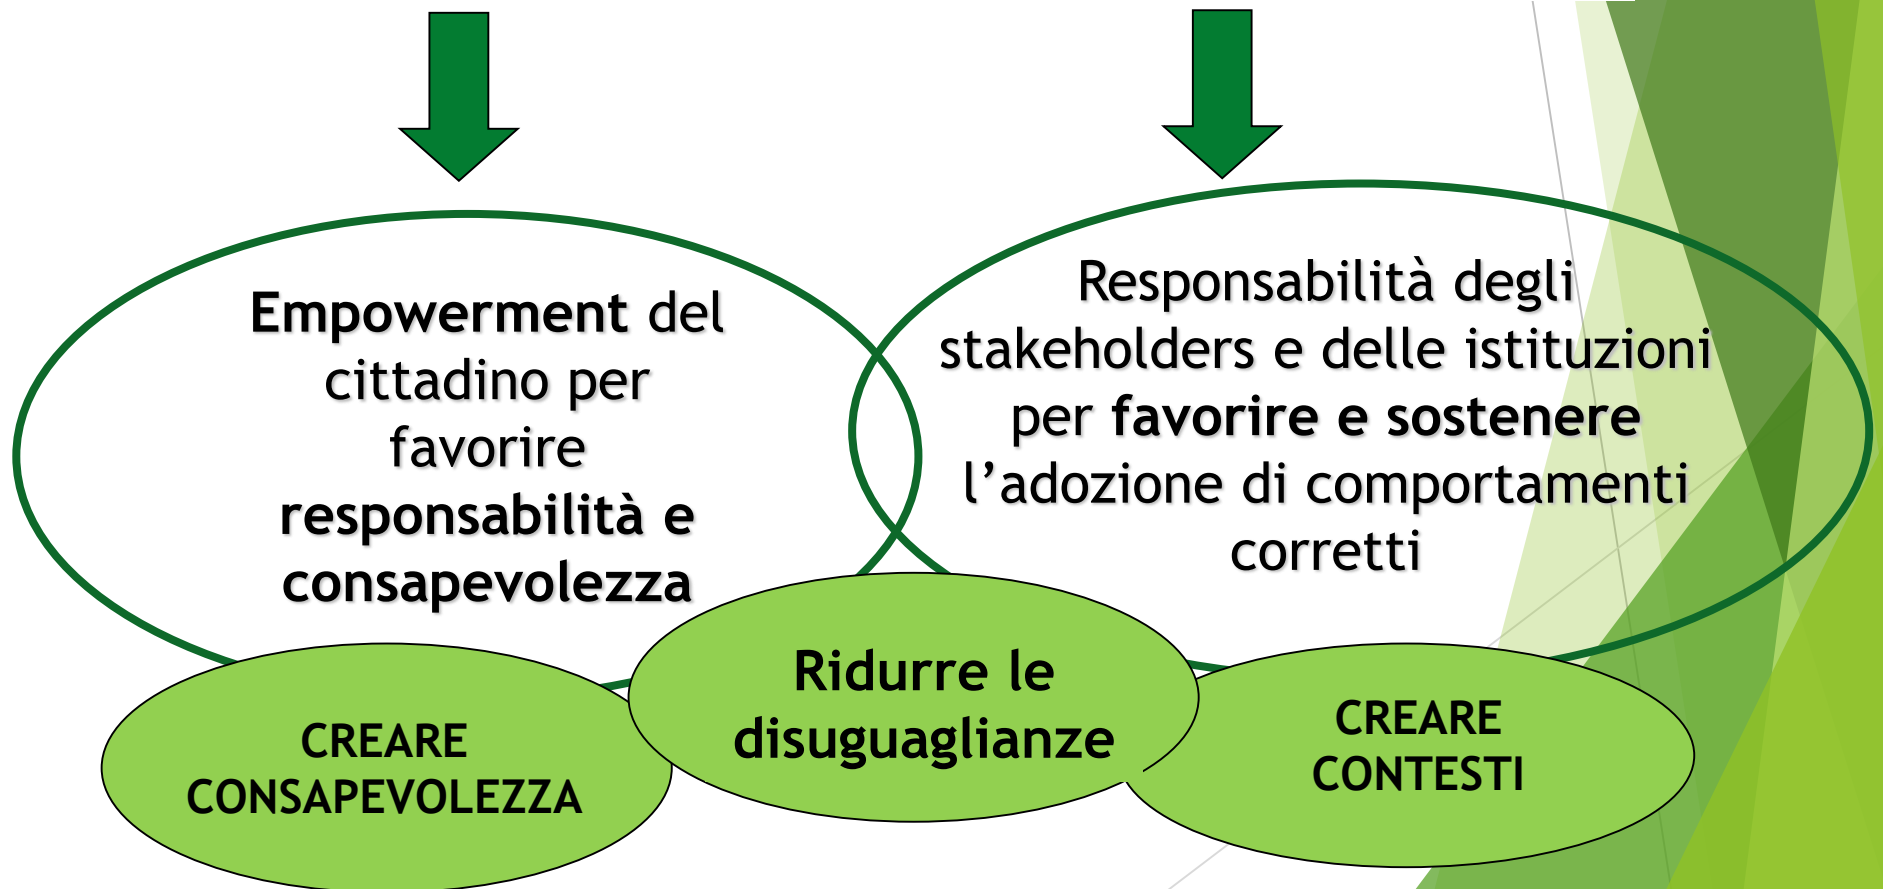 Empowerment del
cittadino per
favorire
responsabilità e
consapevolezza
Responsabilità degli
stakeholders e delle istituzioni
per favorire e sostenere
l’adozione di comportamenti
corretti
CREARE
CONSAPEVOLEZZA
Ridurre le
disuguaglianze
CREARE
CONTESTI